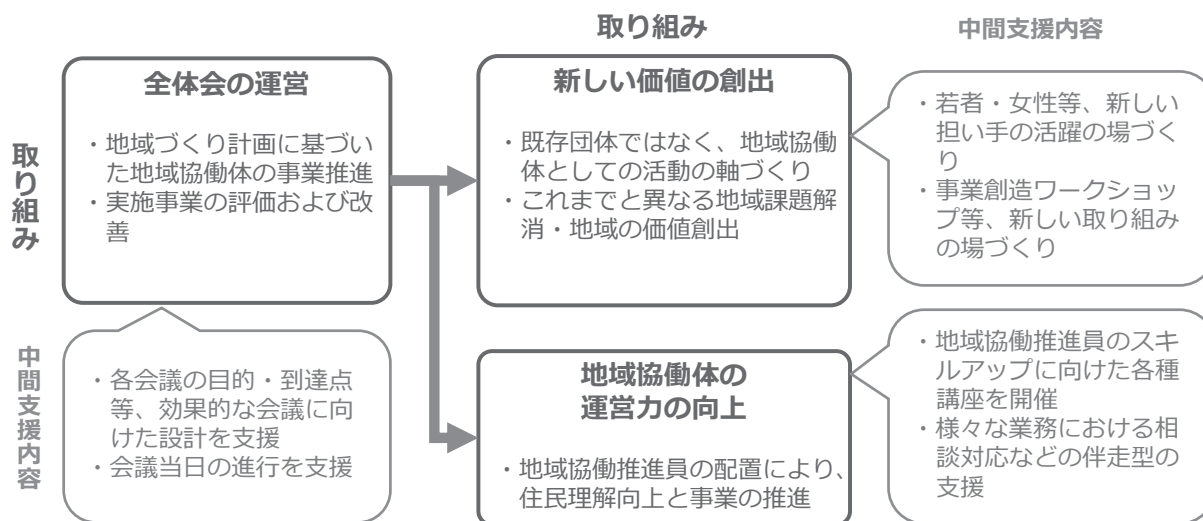 取り組み
中間支援内容
取り組み
全体会の運営
・地域づくり計画に基づい
た地域協働体の事業推進
・実施事業の評価および改
善
新しい価値の創出
・既存団体ではなく、地域協働
体としての活動の軸づくり
・これまでと異なる地域課題解
消・地域の価値創出
・若者・女性等、新しい
担い手の活躍の場づく
り
・事業創造ワークショッ
プ等、新しい取り組み
の場づくり
中間支援内容
・各会議の目的・到達点
等、効果的な会議に向
けた設計を支援
・会議当日の進行を支援
地域協働体の
運営力の向上
・地域協働推進員の配置により、
住民理解向上と事業の推進
・地域協働推進員のスキ
ルアップに向けた各種
講座を開催
・様々な業務における相
談対応などの伴走型の
支援